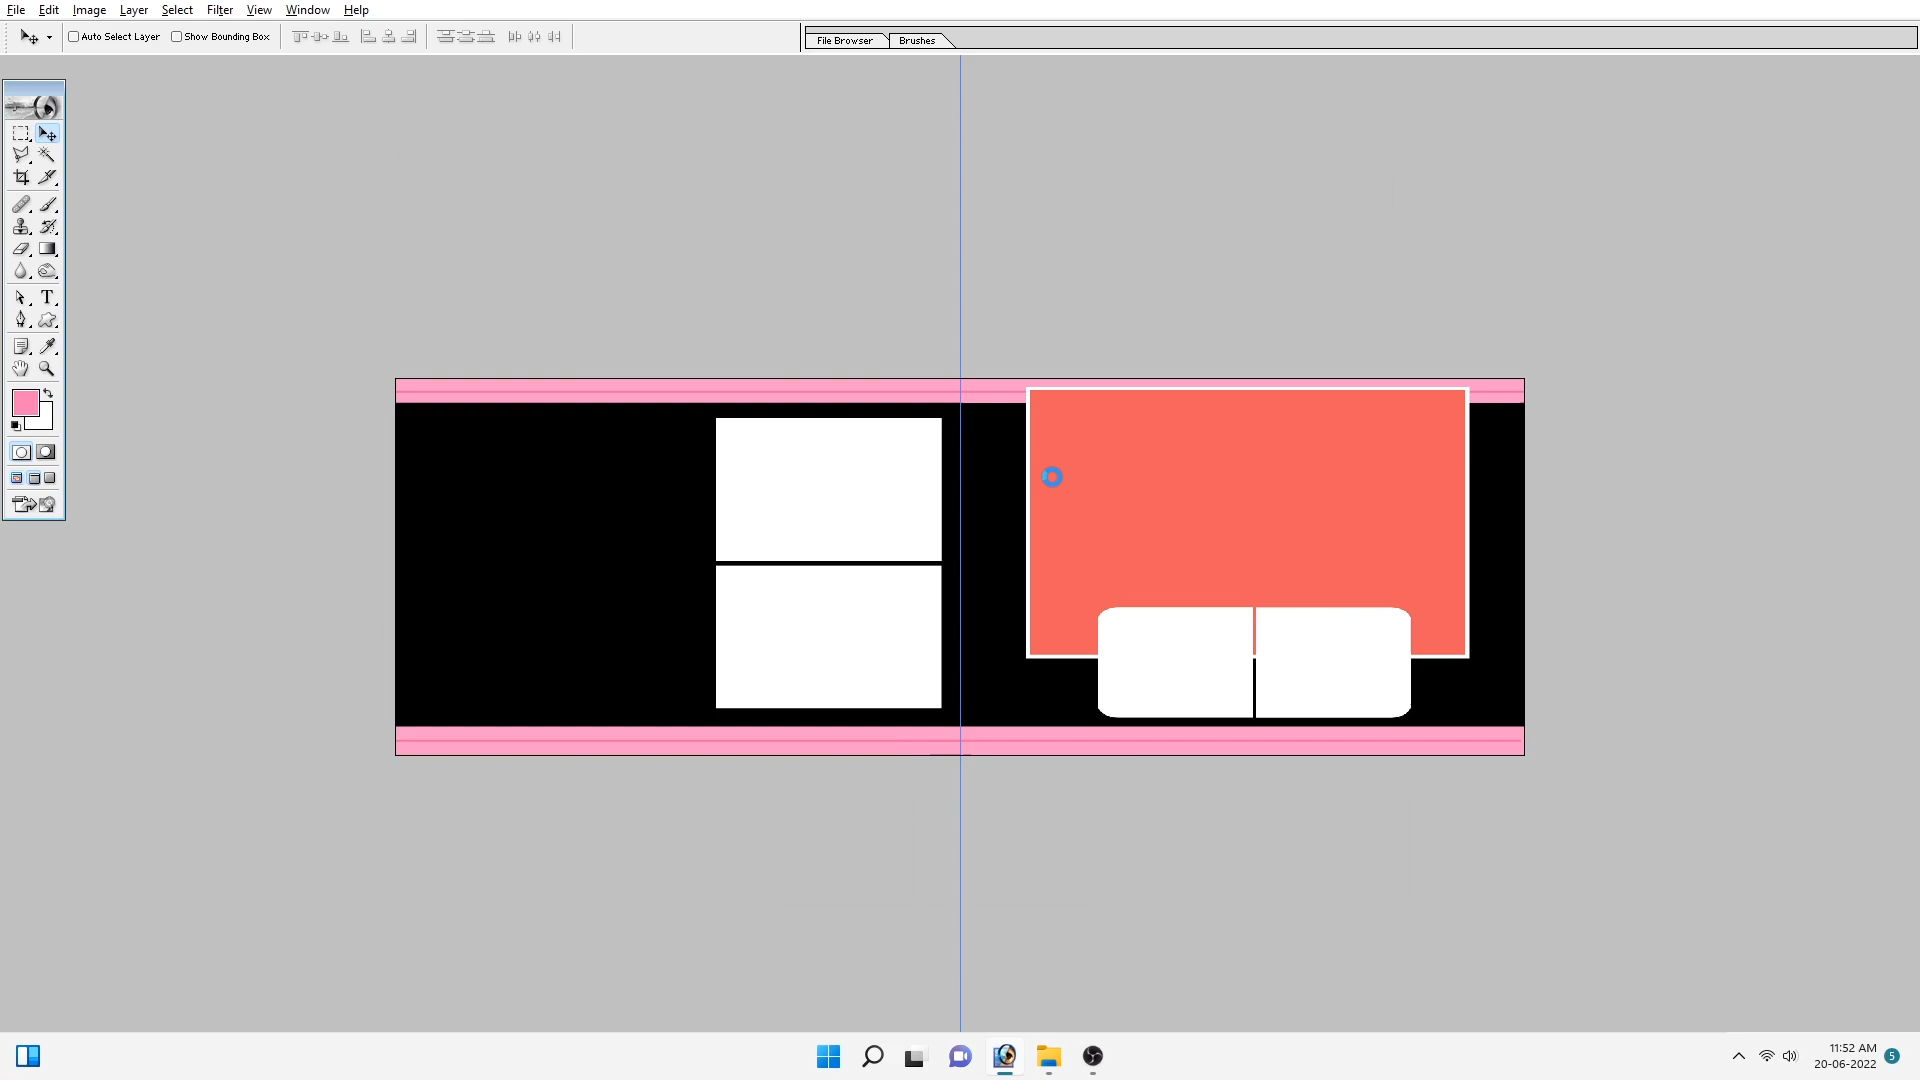 File Edit Image Layer Select Filter View Window Help
Auto Select Layer Show Bounding Box File Browser Brushes
T
11:52 AM
20-06-2022 5